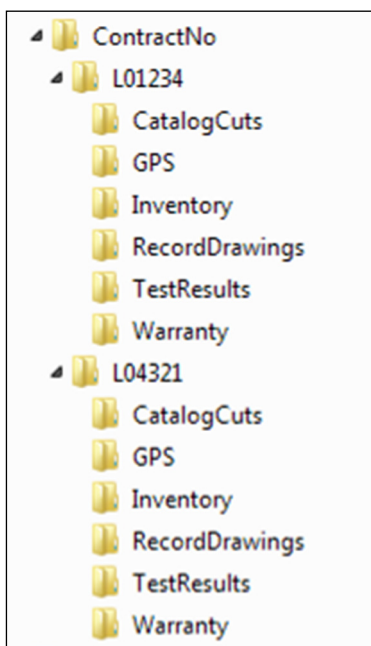 ContractNo
L01234
CatalogCuts
GPS
Inventory
RecordDrawings
TestResults
Warranty
L04321
CatalogCuts
GPS
Inventory
RecordDrawings
TestResults
Warranty